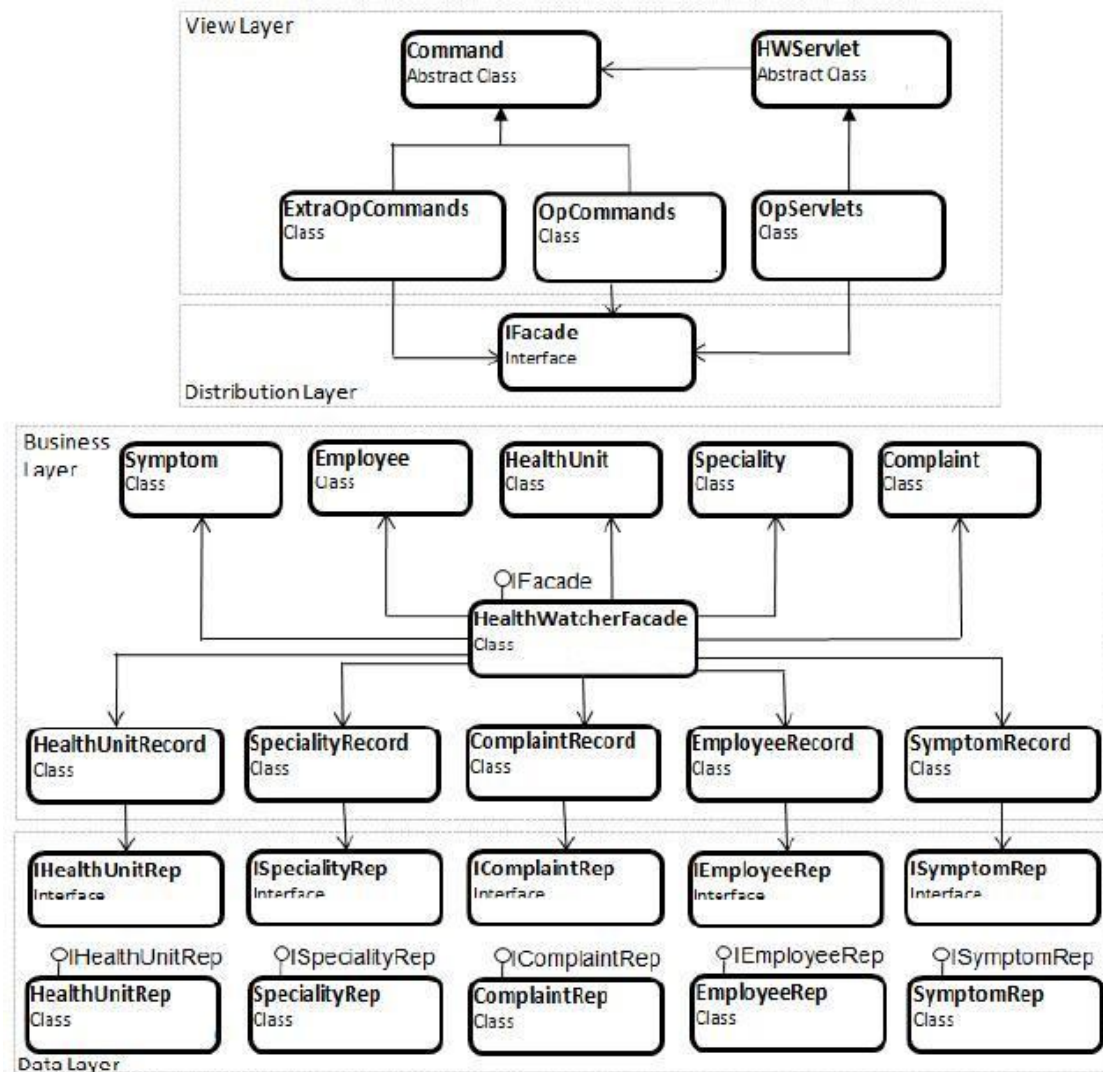 View Layer
Command
Abstract Class
HWServlet
Abstract Class
ExtraOpCommands
Class
OpCommands
Class
OpServlets
Class
IFacade
Interface
Distribution Layer
Business
Layer
Symptom
Class
Employee
Class
HealthUnit
Class
Speciality
Class
Complaint
Class
IFacade
HealthWatcherFacade
Class
HealthUnitRecord
Class
SpecialityRecord
Class
ComplaintRecord
Class
EmployeeRecord
Class
SymptomRecord
Class
IHealthUnitRep
Interface
ISpecialityRep
Interface
IComplaintRep
Interface
IEmployeeRep
Interface
ISymptomRep
Interface
IHealthUnitRep
HealthUnitRep
Class
ISpecialityRep
SpecialityRep
Class
IComplaintRep
ComplaintRep
Class
IEmployeeRep
EmployeeRep
Class
ISymptomRep
SymptomRep
Class
Data Layer